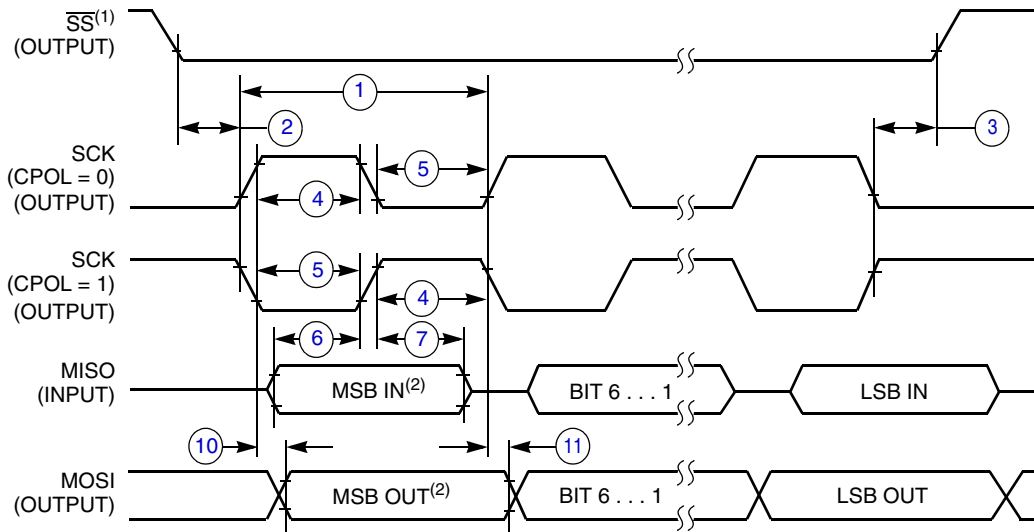 SS(1)
(OUTPUT)
1
2
3
SCK
(CPOL = 0)
(OUTPUT)
5
4
SCK
(CPOL = 1)
(OUTPUT)
5
4
6
7
MISO
(INPUT)
MSB IN(2)
BIT 6 . . . 1
LSB IN
10
11
MOSI
(OUTPUT)
MSB OUT(2)
BIT 6 . . . 1
LSB OUT